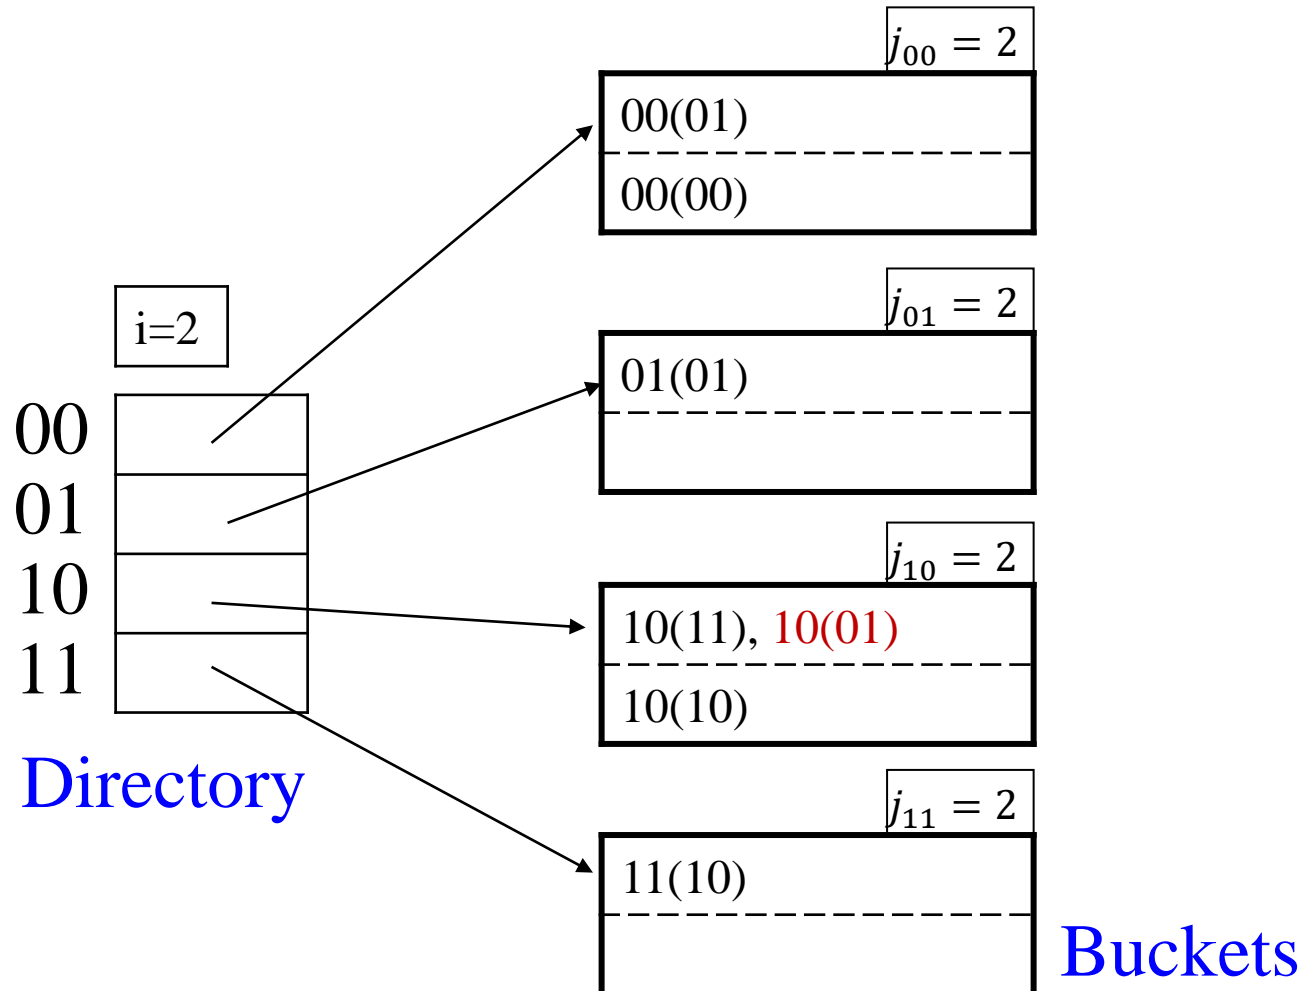 j₀₀ = 2
00(01)
00(00)
j₀₁ = 2
01(01)
i=2
00
01
10
11
j₁₀ = 2
10(11), 10(01)
10(10)
Directory
j₁₁ = 2
11(10)
Buckets